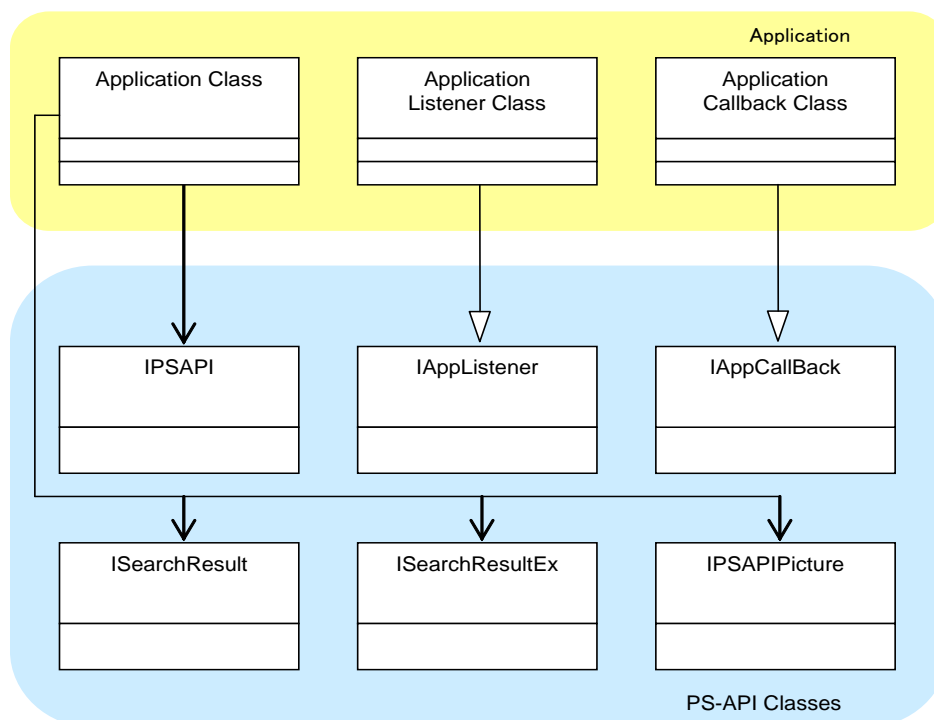 Application
Application Class
Application
Listener Class
Application
Callback Class
IPSAPI
IAppListener
IAppCallBack
ISearchResult
ISearchResultEx
IPSAPIPicture
PS-API Classes